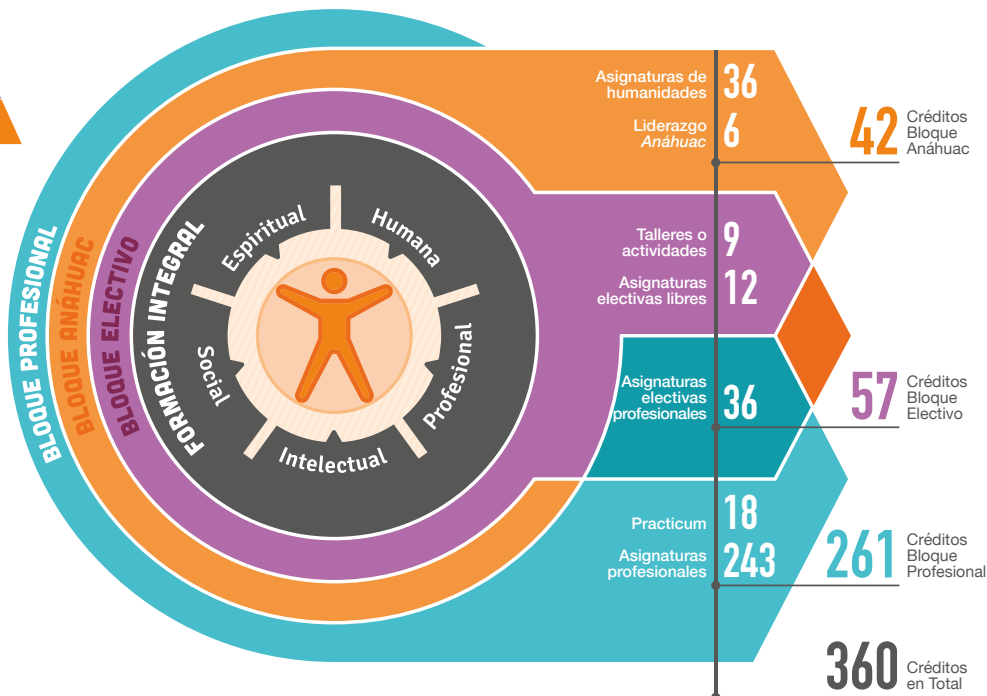 BLOQUE PROFESIONAL
BLOQUE ANÁHUAC
BLOQUE ELECTIVO
FORMACIÓN INTEGRAL
Espiritual
Humana
Profesional
Intelectual
Social
Asignaturas de
humanidades
36
Liderazgo
Anáhuac
6
42
Créditos
Bloque
Anáhuac
Talleres o
actividades
9
Asignaturas
electivas libres
12
Asignaturas
electivas
profesionales
36
57
Créditos
Bloque
Electivo
Practicum
18
Asignaturas
profesionales
243
261
Créditos
Bloque
Profesional
360
Créditos
en Total